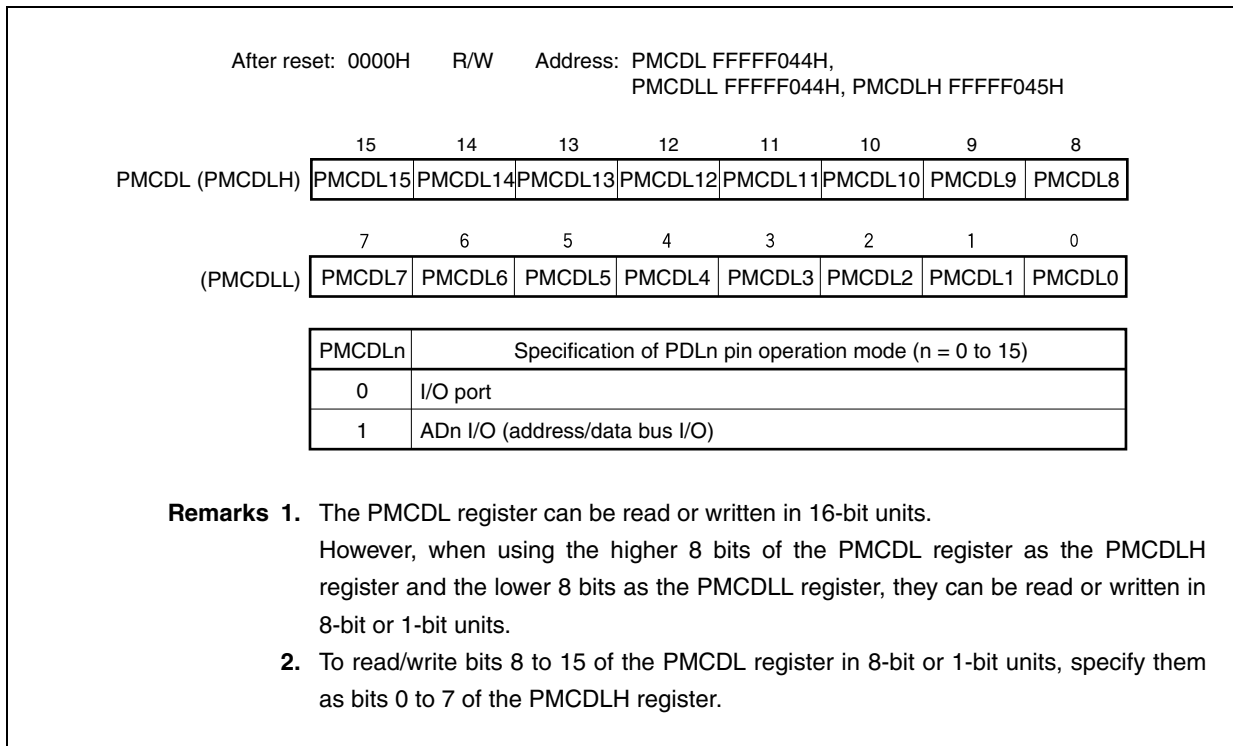 After reset: 0000H R/W Address: PMCDL FFFFF044H,
PMCDLL FFFFF044H, PMCDLH FFFFF045H
15 14 13 12 11 10 9 8
PMCDL (PMCDLH) PMCDL15 PMCDL14 PMCDL13 PMCDL12 PMCDL11 PMCDL10 PMCDL9 PMCDL8
7 6 5 4 3 2 1 0
(PMCDLL) PMCDL7 PMCDL6 PMCDL5 PMCDL4 PMCDL3 PMCDL2 PMCDL1 PMCDL0
PMCDLn Specification of PDLn pin operation mode (n = 0 to 15)
0 I/O port
1 ADn I/O (address/data bus I/O)
Remarks 1. The PMCDL register can be read or written in 16-bit units.
However, when using the higher 8 bits of the PMCDL register as the PMCDLH
register and the lower 8 bits as the PMCDLL register, they can be read or written in
8-bit or 1-bit units.
2. To read/write bits 8 to 15 of the PMCDL register in 8-bit or 1-bit units, specify them
as bits 0 to 7 of the PMCDLH register.